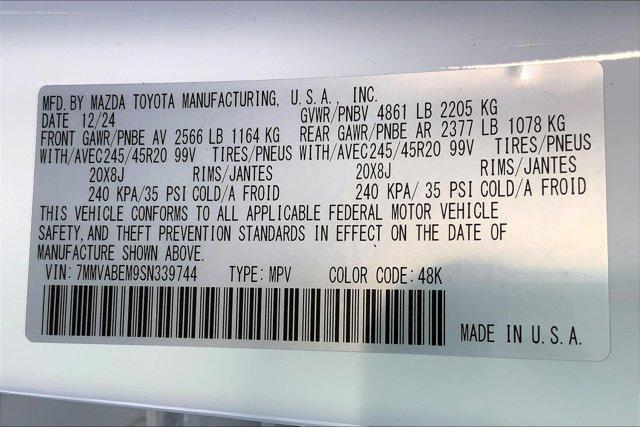 MFD. BY MAZDA TOYOTA MANUFACTURING, U.S.A., INC.
DATE 12/24 GVWR/PNBV 4861 LB 2205 KG
FRONT GAWR/PNBE AV 2566 LB 1164 KG REAR GAWR/PNBE AR 2377 LB 1078 KG
WITH/AVEC245/45R20 99V TIRES/PNEUS WITH/AVEC245/45R20 99V TIRES/PNEUS
20X8J RIMS/JANTES 20X8J RIMS/JANTES
240 KPA/35 PSI COLD/A FROID 240 KPA/ 35 PSI COLD/A FROID
THIS VEHICLE CONFORMS TO ALL APPLICABLE FEDERAL MOTOR VEHICLE
SAFETY, AND THEFT PREVENTION STANDARDS IN EFFECT ON THE DATE OF
MANUFACTURE SHOWN ABOVE.
VIN: 7MMVABEM9SN339744 TYPE: MPV COLOR CODE: 48K
MADE IN U.S.A.